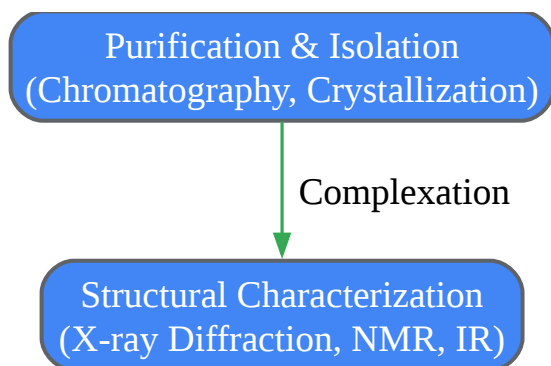 Purification & Isolation
(Chromatography, Crystallization)
Complexation
Structural Characterization
(X-ray Diffraction, NMR, IR)